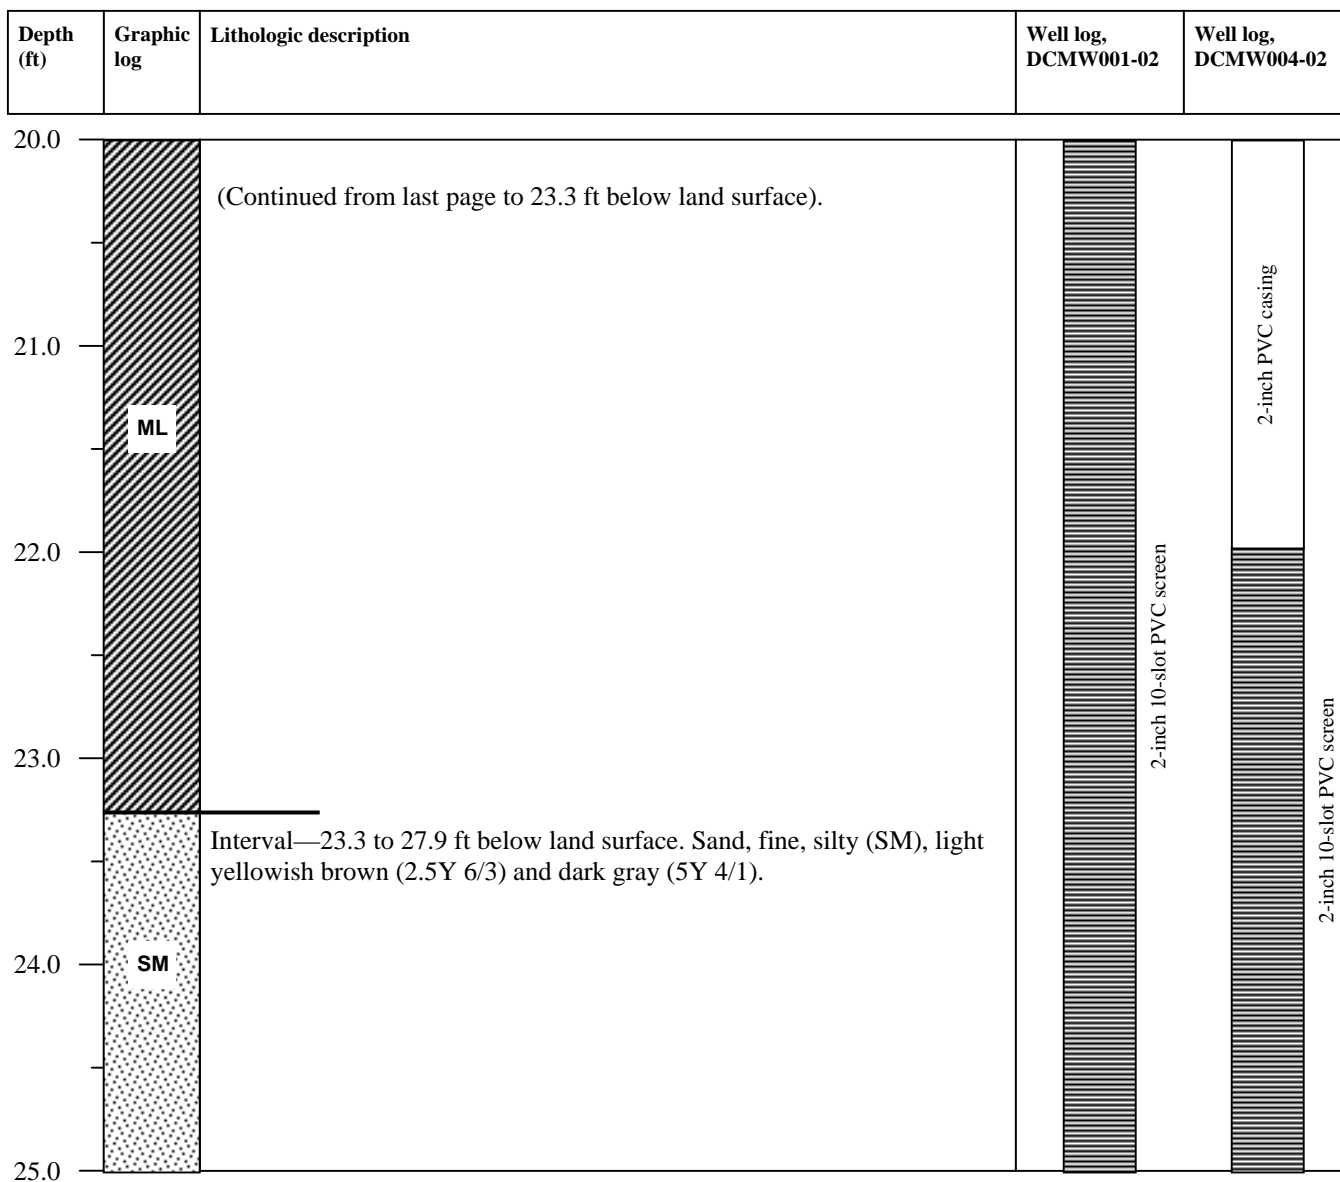 Depth
(ft)
Graphic
log
Lithologic description
Well log,
DCMW001-02
Well log,
DCMW004-02
20.0
(Continued from last page to 23.3 ft below land surface).
2-inch PVC casing
21.0
ML
22.0
2-inch 10-slot PVC screen
2-inch 10-slot PVC screen
23.0
Interval—23.3 to 27.9 ft below land surface. Sand, fine, silty (SM), light
yellowish brown (2.5Y 6/3) and dark gray (5Y 4/1).
24.0
SM
25.0